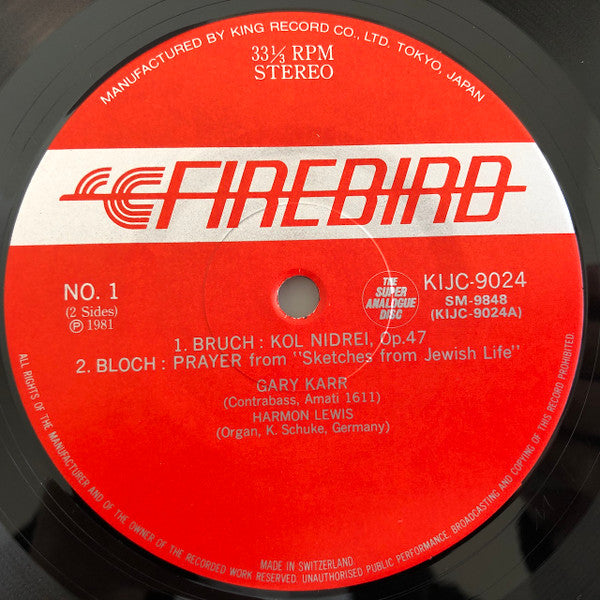 MANUFACTURED BY KING RECORD CO., LTD. TOKYO, JAPAN
33⅓ RPM
STEREO
FIREBIRD
NO. 1
(2 Sides)
Ⓟ 1981
THE
SUPER
ANALOGUE
DISC
KIJC-9024
SM-9848
(KIJC-9024A)
1. BRUCH : KOL NIDREI, Op.47
2. BLOCH : PRAYER from "Sketches from Jewish Life"
GARY KARR
(Contrabass, Amati 1611)
HARMON LEWIS
(Organ, K. Schuke, Germany)
MADE IN SWITZERLAND
ALL RIGHTS OF THE MANUFACTURER AND OF THE OWNER OF THE RECORDED WORK RESERVED. UNAUTHORISED PUBLIC PERFORMANCE, BROADCASTING AND COPYING OF THIS RECORD PROHIBITED.